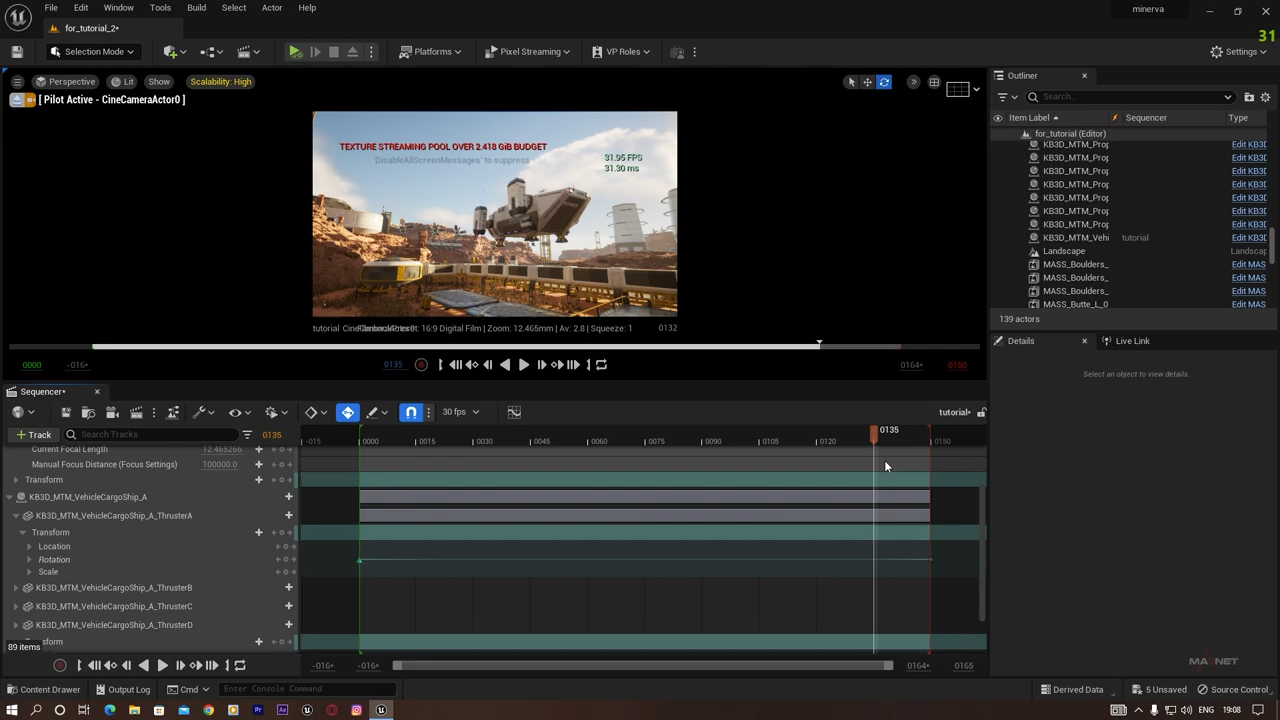 File Edit Window Tools Build Select Actor Help
minerva
for_tutorial_2*
31
Selection Mode
Platforms
Pixel Streaming
VP Roles
Settings
Perspective
Lit
Show
Scalability: High
[ Pilot Active - CineCameraActor0 ]
TEXTURE STREAMING POOL OVER 2.418 GiB BUDGET
'DisableAllScreenMessages' to suppress
31.95 FPS
31.30 ms
tutorial
16:9 Digital Film | Zoom: 12.465mm | Av: 2.8 | Squeeze: 1
0132
0000
-016*
0135
0164*
0150
Outliner
Search...
Item Label
Sequencer
Type
for_tutorial (Editor)
KB3D_MTM_Prop Edit KB3D
KB3D_MTM_Prop Edit KB3D
KB3D_MTM_Prop Edit KB3D
KB3D_MTM_Prop Edit KB3D
KB3D_MTM_Prop Edit KB3D
KB3D_MTM_Prop Edit KB3D
KB3D_MTM_Prop Edit KB3D
KB3D_MTM_Vehi tutorial Edit KB3D
Landscape Landscap
MASS_Boulders_ Edit MAS
MASS_Boulders_ Edit MAS
MASS_Boulders_ Edit MAS
MASS_Butte_L_0 Edit MAS
139 actors
Details
Live Link
Select an object to view details.
Sequencer*
30 fps
tutorial*
Track
Search Tracks
0135
-016 0000 0015 0030 0045 0060 0075 0090 0105 0120 0135 0150
Current Focal Length 12.465266
Manual Focus Distance (Focus Settings) 100000.0
Transform
KB3D_MTM_VehicleCargoShip_A
KB3D_MTM_VehicleCargoShip_A_ThrusterA
Transform
Location
Rotation
Scale
KB3D_MTM_VehicleCargoShip_A_ThrusterB
KB3D_MTM_VehicleCargoShip_A_ThrusterC
KB3D_MTM_VehicleCargoShip_A_ThrusterD
sform
89 items
-016* -016* 0164* 0165
Content Drawer
Output Log
Cmd
Enter Console Command
Derived Data
5 Unsaved
Source Control
ENG
19:08